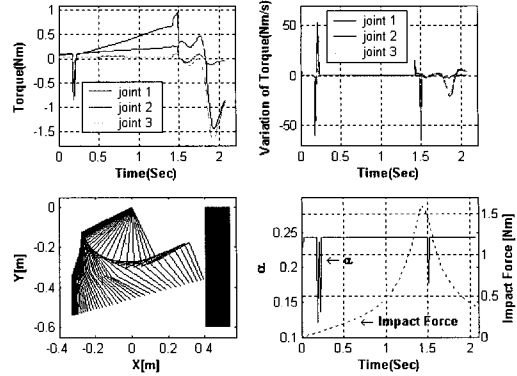 1
0.5
0
-0.5
-1
-1.5
Torque(Nm)
joint 1
joint 2
joint 3
0 0.5 1 1.5 2
Time(Sec)
50
0
-50
Variation of Torque(Nm/s)
joint 1
joint 2
joint 3
0 0.5 1 1.5 2
Time(Sec)
0
-0.2
-0.4
-0.6
Y[m]
-0.4 -0.2 0 0.2 0.4
X[m]
0.25
0.2
0.15
0.1
α
← α
← Impact Force
1.5
1
0.5
0
Impact Force [Nm]
0 0.5 1 1.5 2
Time(Sec)